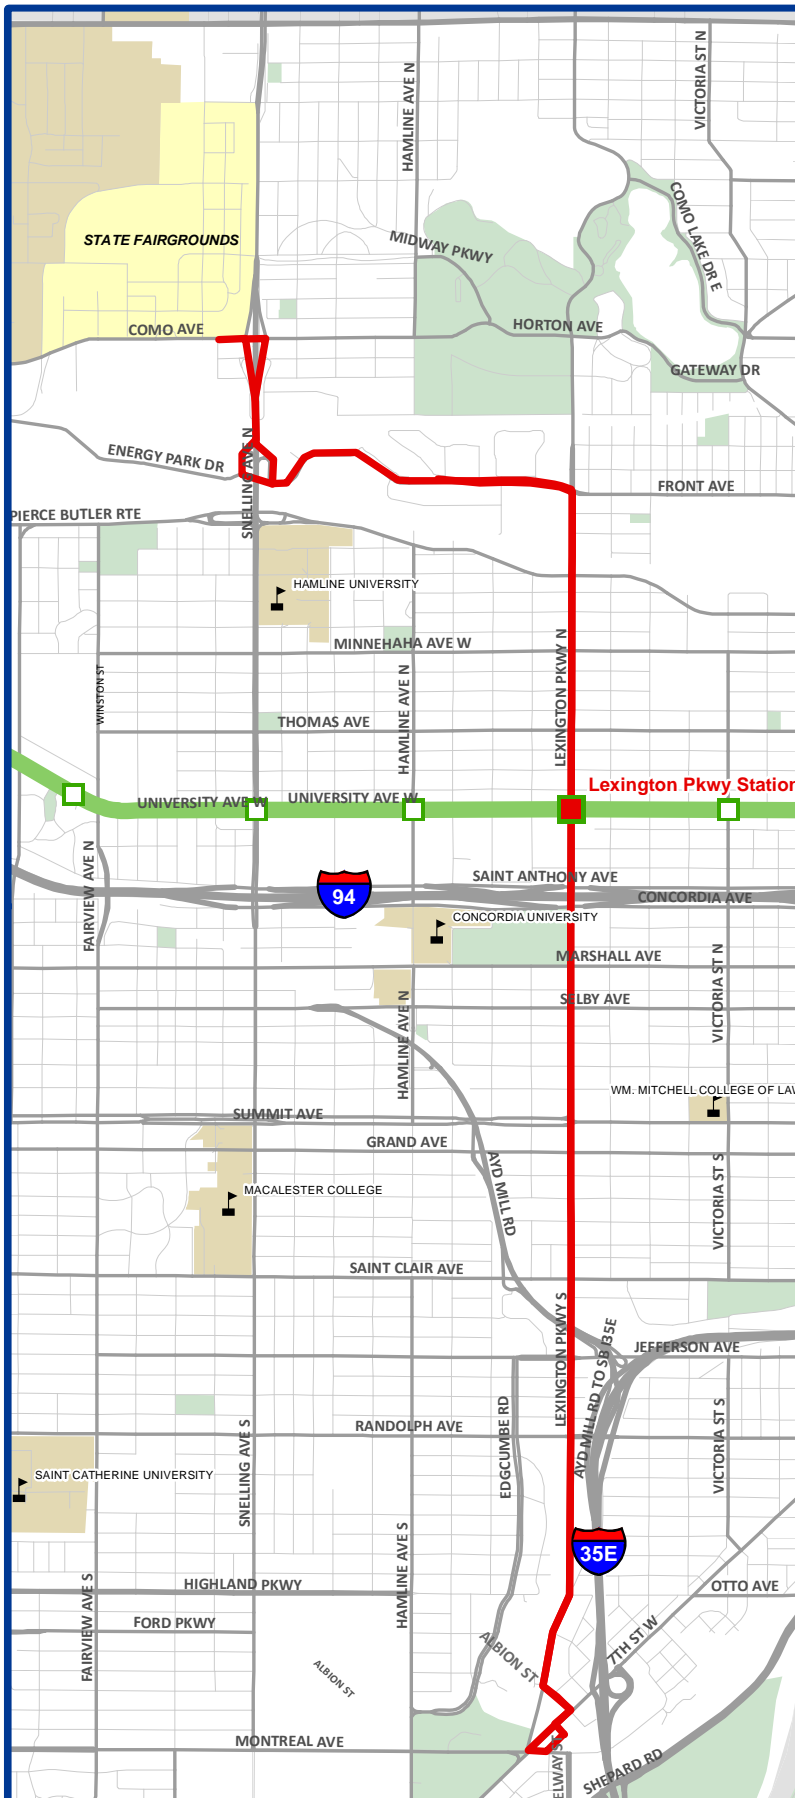 HAMLINE AVE N
VICTORIA ST N
COMO LAKE DR E
STATE FAIRGROUNDS
MIDWAY PKWY
COMO AVE
HORTON AVE
GATEWAY DR
ENERGY PARK DR
SNELLING AVE N
FRONT AVE
PIERCE BUTLER RTE
HAMLINE UNIVERSITY
MINNEHAHA AVE W
LEXINGTON PKWY N
WINSTON ST
HAMLINE AVE N
THOMAS AVE
Lexington Pkwy Station
UNIVERSITY AVE W
UNIVERSITY AVE W
SAINT ANTHONY AVE
94
CONCORDIA AVE
FAIRVIEW AVE N
CONCORDIA UNIVERSITY
MARSHALL AVE
VICTORIA ST N
SELBY AVE
HAMLINE AVE N
WM. MITCHELL COLLEGE OF LAW
SUMMIT AVE
GRAND AVE
AYD MILL RD
VICTORIA ST S
MACALESTER COLLEGE
SAINT CLAIR AVE
LEXINGTON PKWY S
AYD MILL RD TO SB I35E
JEFFERSON AVE
EDGCUMBE RD
VICTORIA ST S
RANDOLPH AVE
SNELLING AVE S
SAINT CATHERINE UNIVERSITY
35E
HAMLINE AVE S
HIGHLAND PKWY
OTTO AVE
FAIRVIEW AVE S
FORD PKWY
ALBION ST
7TH ST W
ALBION ST
MONTREAL AVE
ELWAY ST
SHEPARD RD